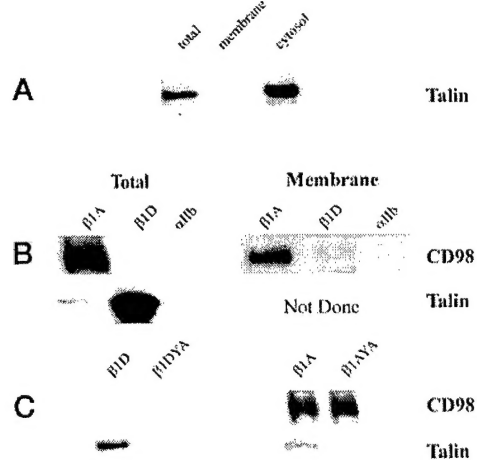 total membrane cytosol
A Talin
Total Membrane
β1A β1D αIIb β1A β1D αIIb
B CD98
Talin
Not Done
β1D β1DYA β1A β1AYA
C CD98
Talin